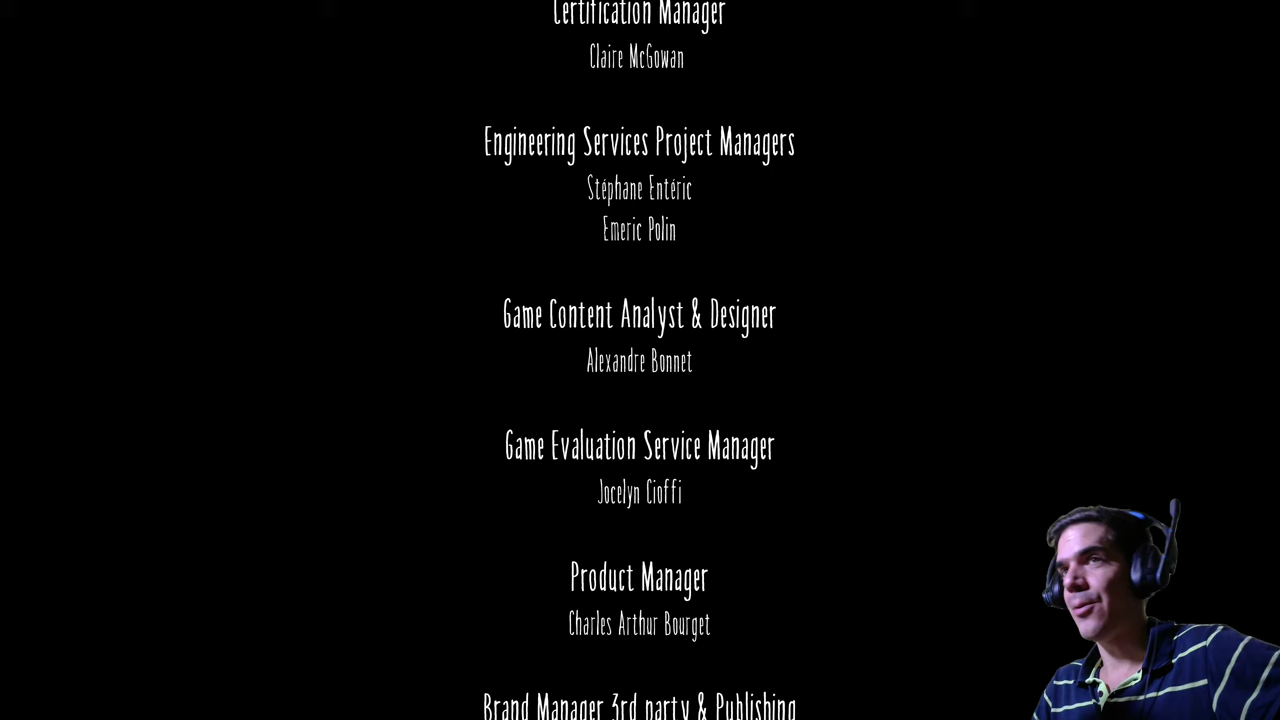 Certification Manager
Claire McGowan
Engineering Services Project Managers
Stéphane Entéric
Emeric Polin
Game Content Analyst & Designer
Alexandre Bonnet
Game Evaluation Service Manager
Jocelyn Cioffi
Product Manager
Charles Arthur Bourget
Brand Manager 3rd party & Publishing